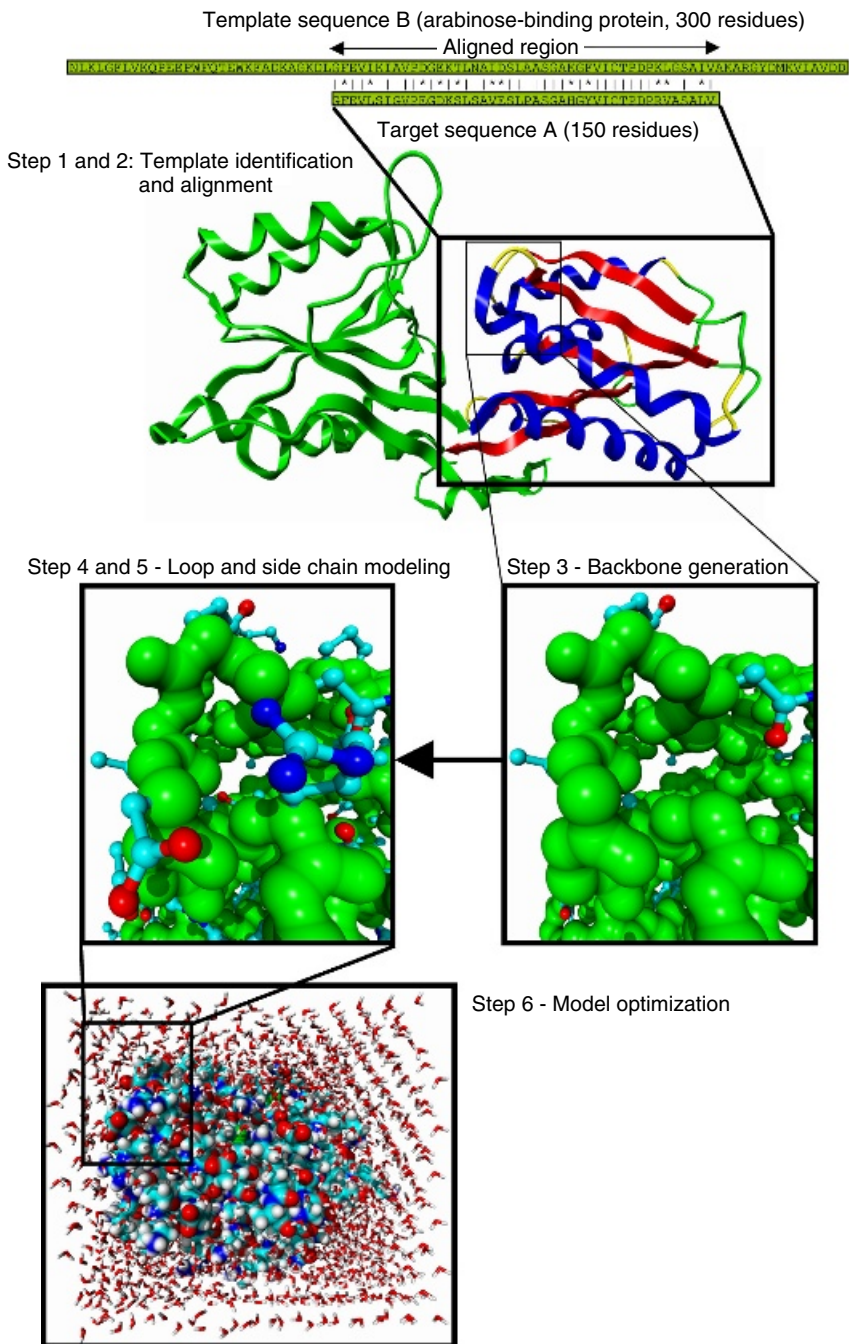 Template sequence B (arabinose-binding protein, 300 residues)
Aligned region
Target sequence A (150 residues)
Step 1 and 2: Template identification
and alignment
Step 4 and 5 - Loop and side chain modeling
Step 3 - Backbone generation
Step 6 - Model optimization